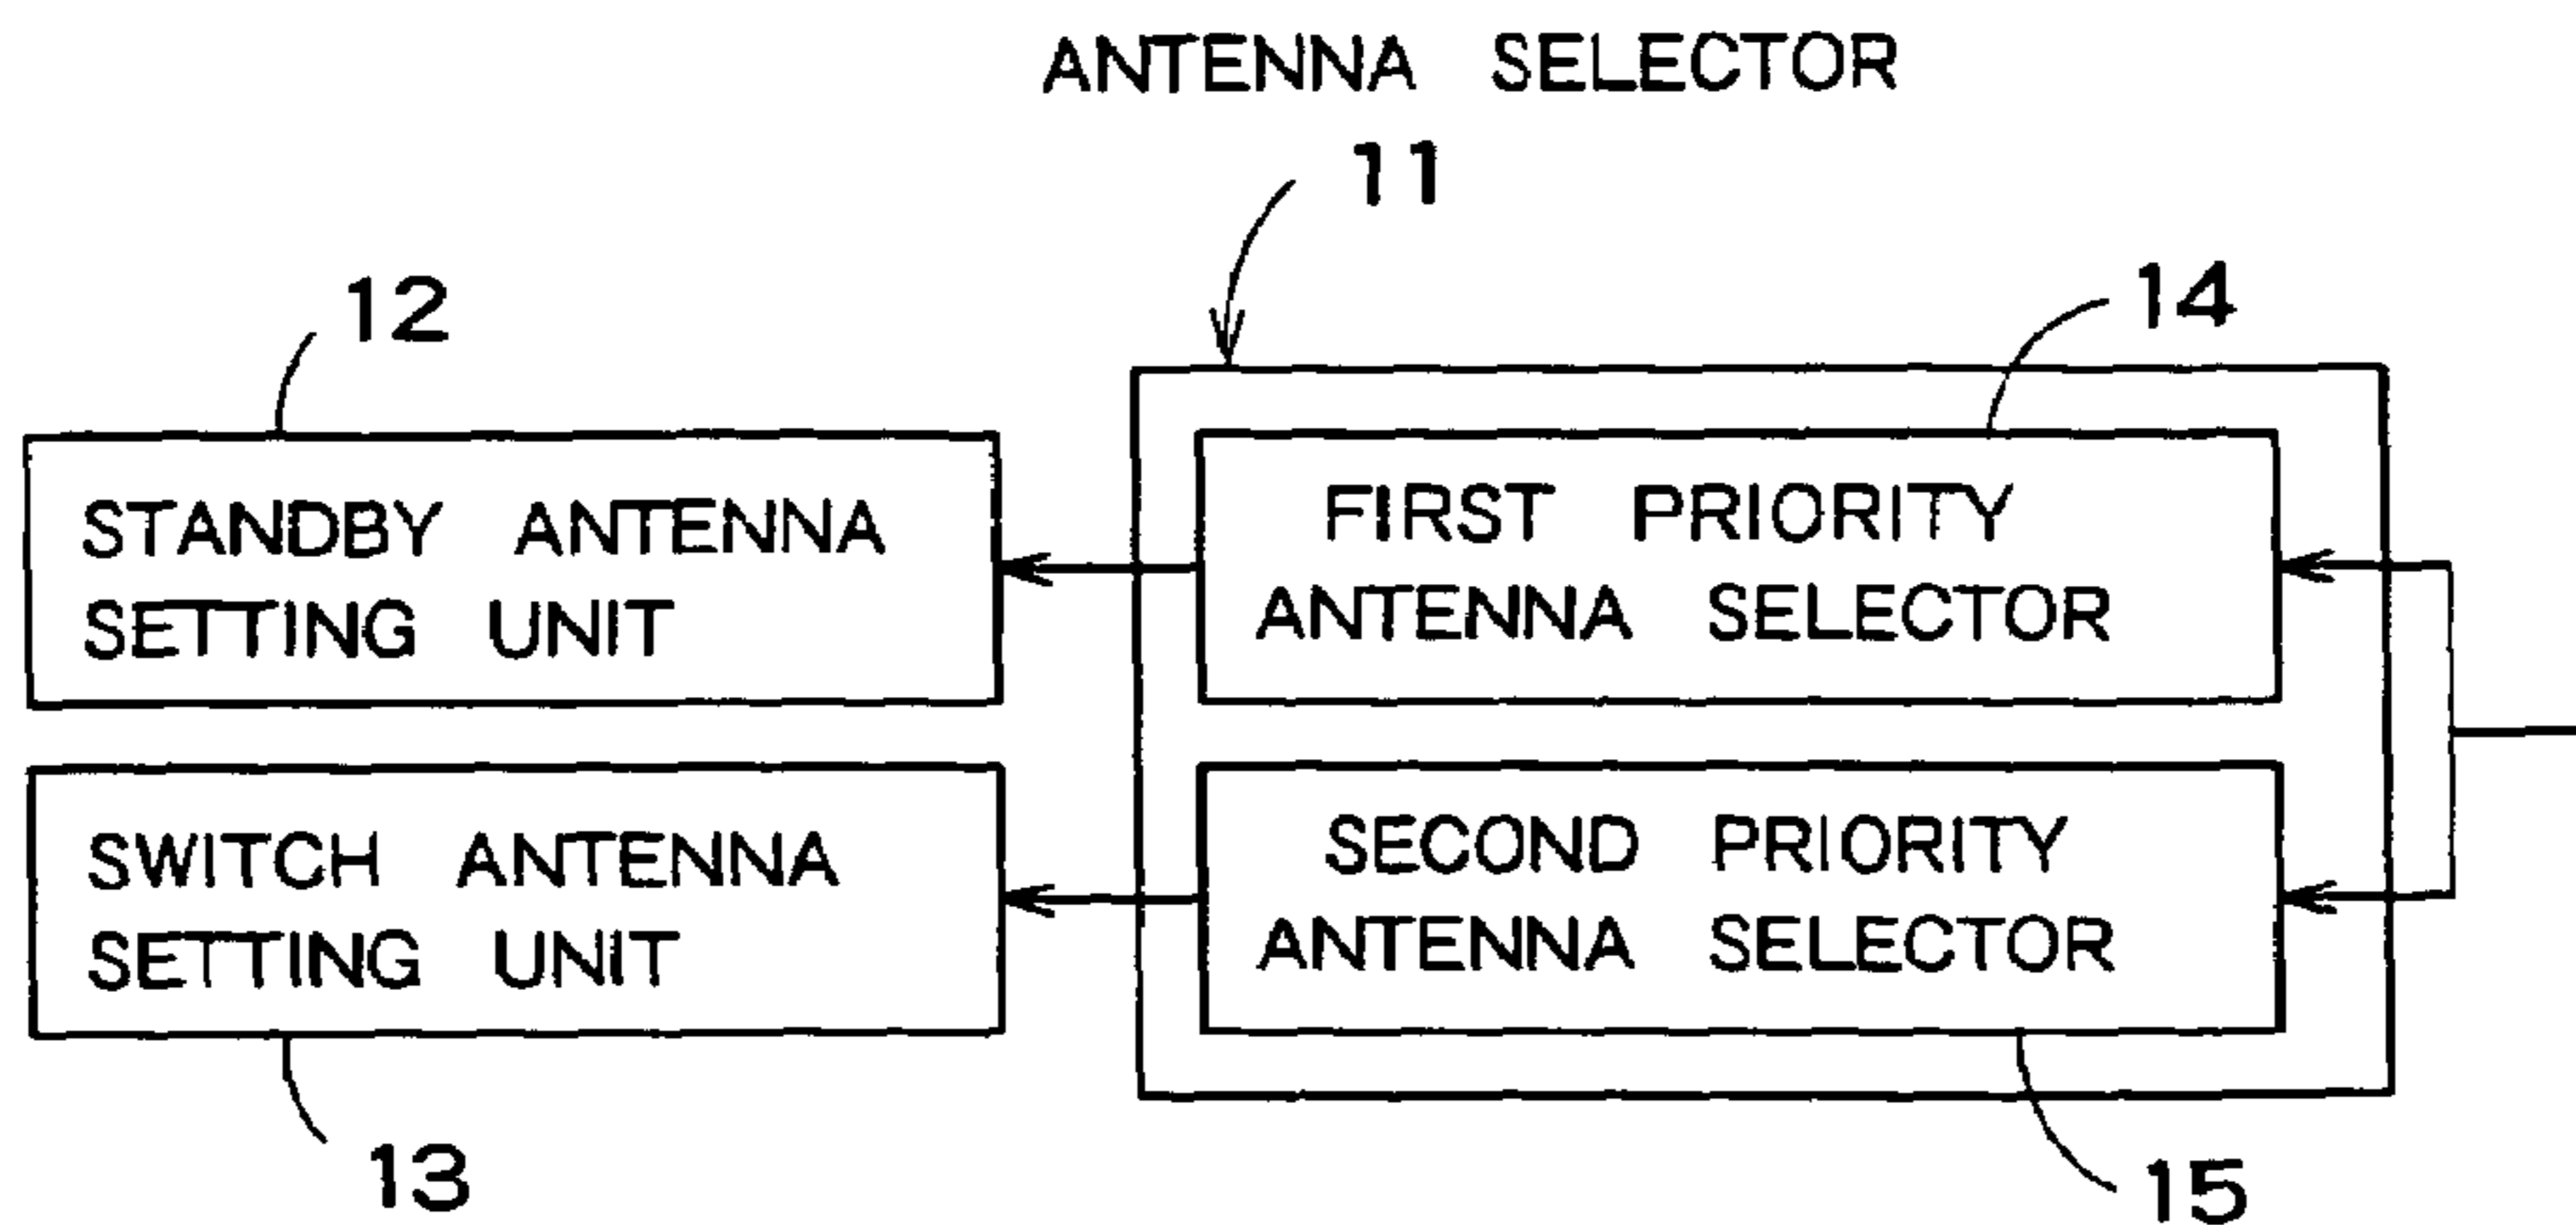 ANTENNA SELECTOR
11
12
14
STANDBY ANTENNA
SETTING UNIT
FIRST PRIORITY
ANTENNA SELECTOR
SWITCH ANTENNA
SETTING UNIT
SECOND PRIORITY
ANTENNA SELECTOR
13
15